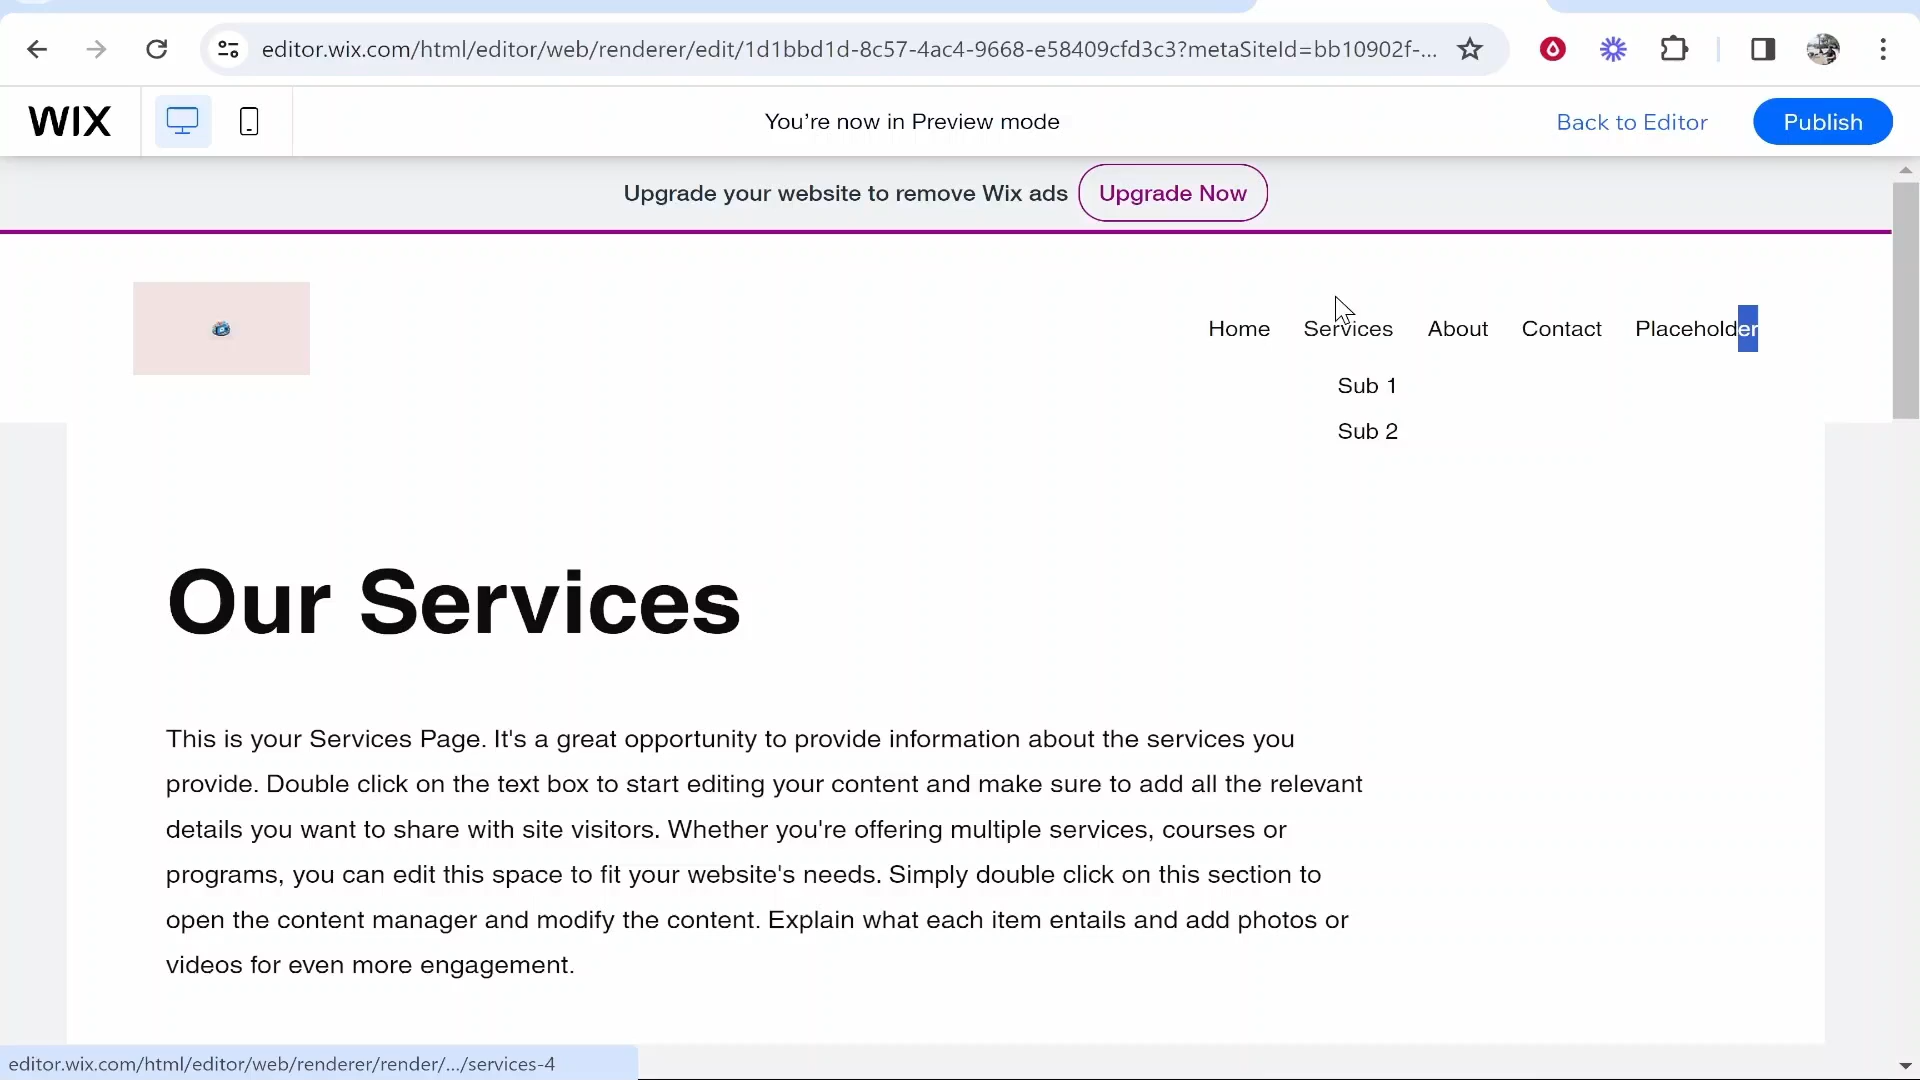 editor.wix.com/html/editor/web/renderer/edit/1d1bbd1d-8c57-4ac4-9668-e58409cfd3c3?metaSiteId=bb10902f-...
WIX
You're now in Preview mode
Back to Editor
Publish
Upgrade your website to remove Wix ads
Upgrade Now
Home
Services
About
Contact
Placeholder
Sub 1
Sub 2
Our Services
This is your Services Page. It's a great opportunity to provide information about the services you
provide. Double click on the text box to start editing your content and make sure to add all the relevant
details you want to share with site visitors. Whether you're offering multiple services, courses or
programs, you can edit this space to fit your website's needs. Simply double click on this section to
open the content manager and modify the content. Explain what each item entails and add photos or
videos for even more engagement.
editor.wix.com/html/editor/web/renderer/render/.../services-4